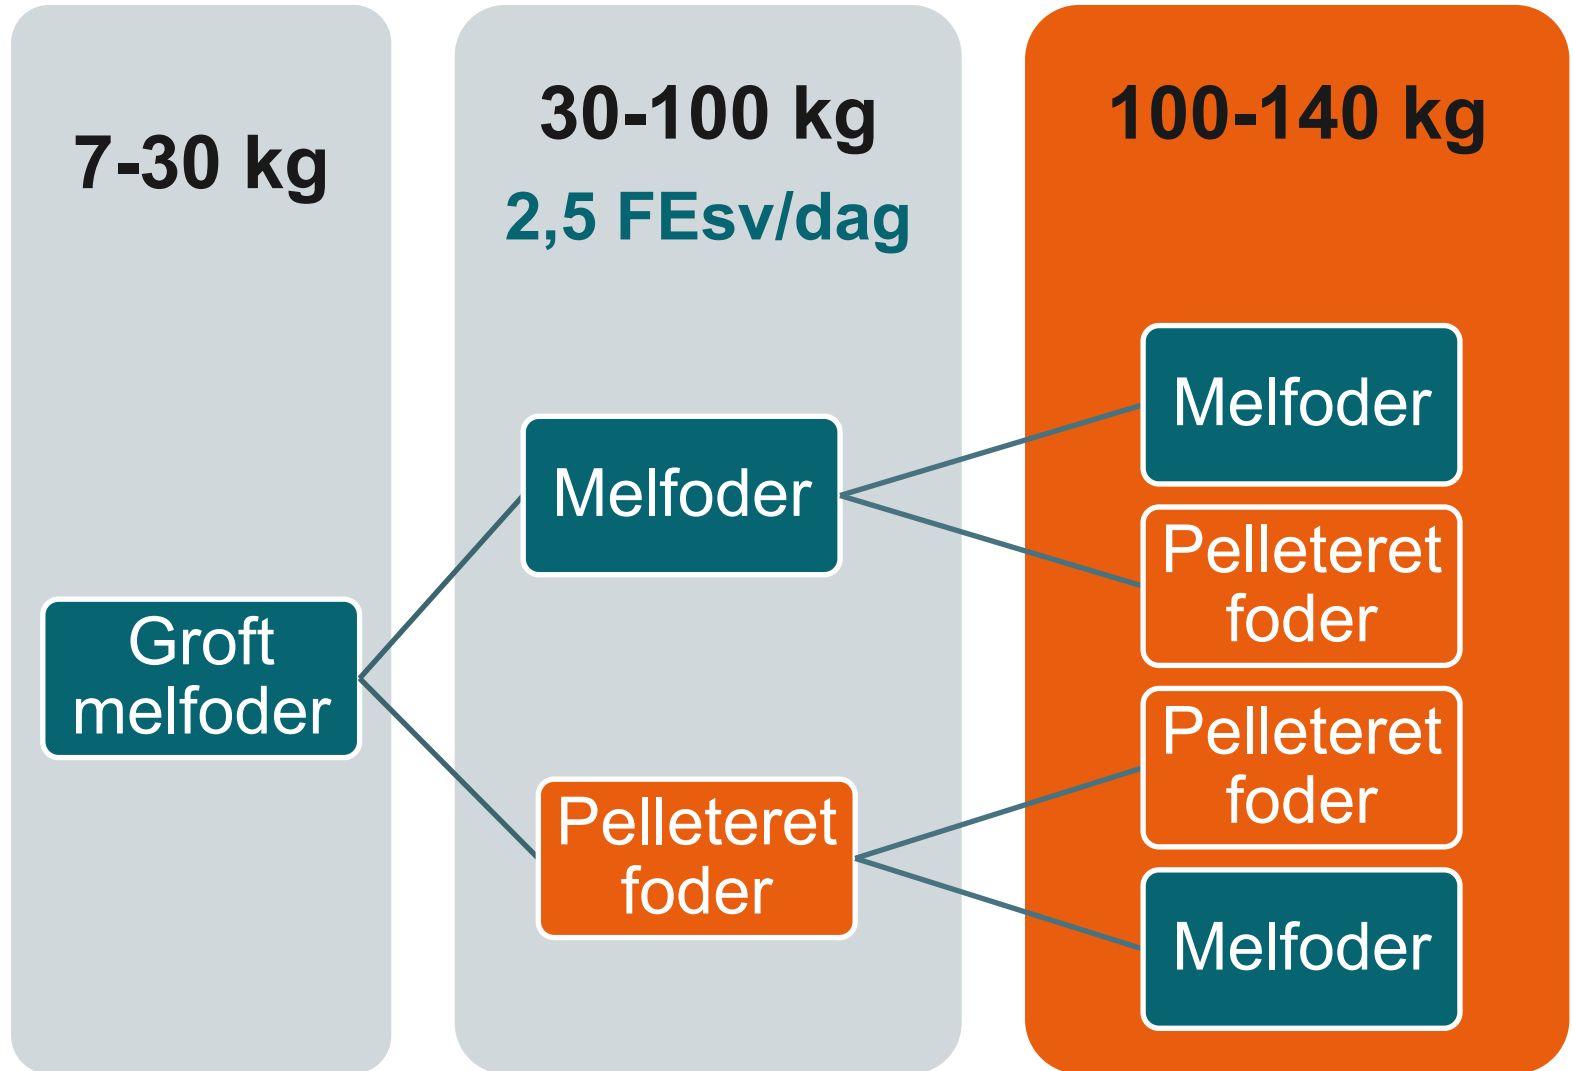 7-30 kg
Groft
melfoder
30-100 kg
2,5 FEsv/dag
Melfoder
Pelleteret
foder
100-140 kg
Melfoder
Pelleteret
foder
Pelleteret
foder
Melfoder